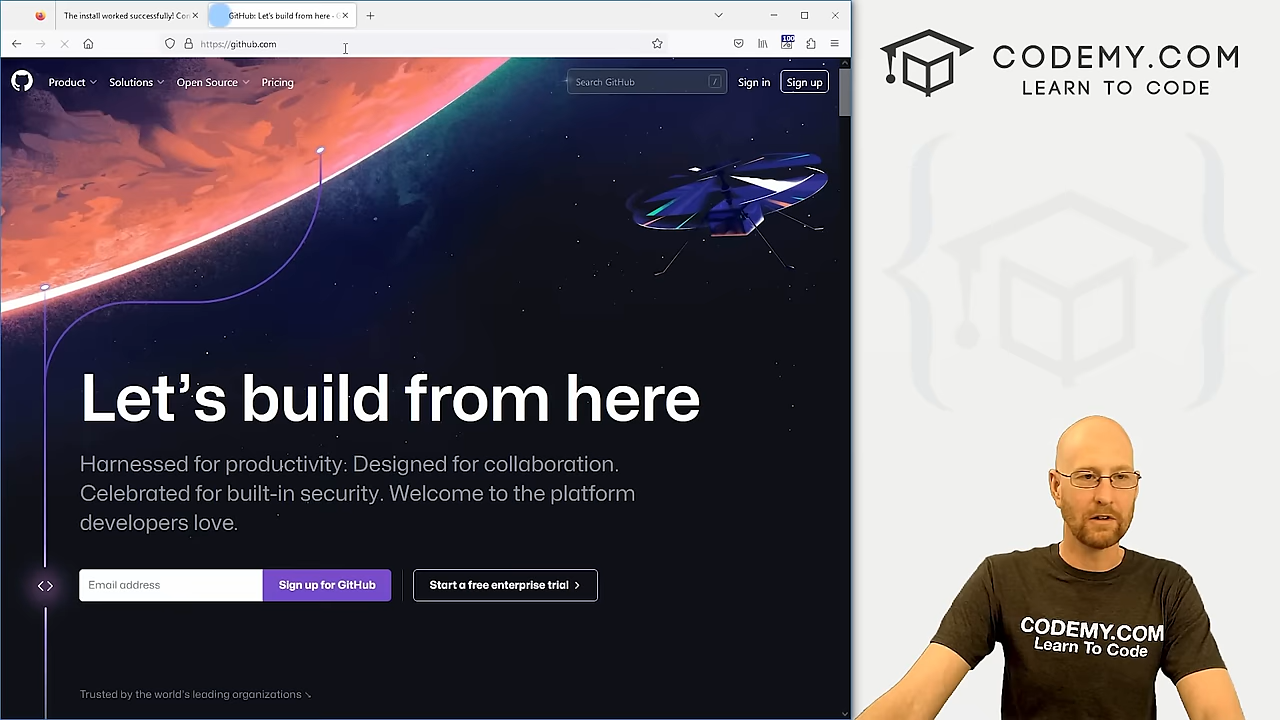 The install worked successfully! Con
GitHub: Let's build from here · G
https://github.com
100
Product
Solutions
Open Source
Pricing
Search GitHub
/
Sign in
Sign up
Let's build from here
Harnessed for productivity. Designed for collaboration.
Celebrated for built-in security. Welcome to the platform
developers love.
Email address
Sign up for GitHub
Start a free enterprise trial
Trusted by the world's leading organizations ↘
CODEMY.COM
LEARN TO CODE
CODEMY.COM
Learn To Code